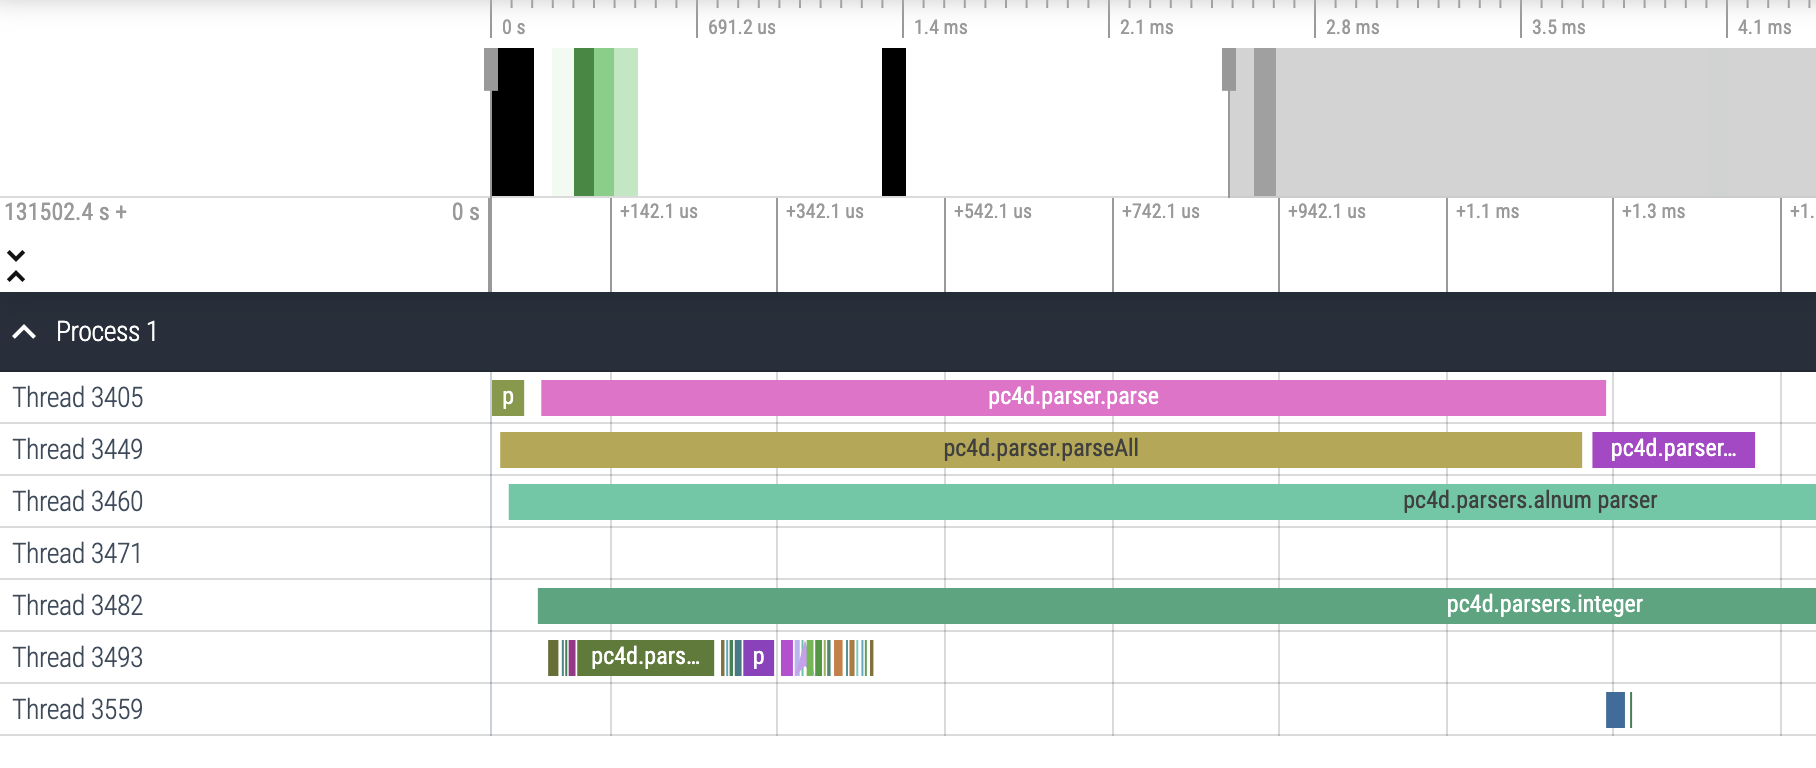 0 s 691.2 us 1.4 ms 2.1 ms 2.8 ms 3.5 ms 4.1 ms
131502.4 s + 0 s +142.1 us +342.1 us +542.1 us +742.1 us +942.1 us +1.1 ms +1.3 ms +1.
Process 1
Thread 3405 p pc4d.parser.parse
Thread 3449 pc4d.parser.parseAll pc4d.parser...
Thread 3460 pc4d.parsers.alnum parser
Thread 3471
Thread 3482 pc4d.parsers.integer
Thread 3493 pc4d.pars... p
Thread 3559